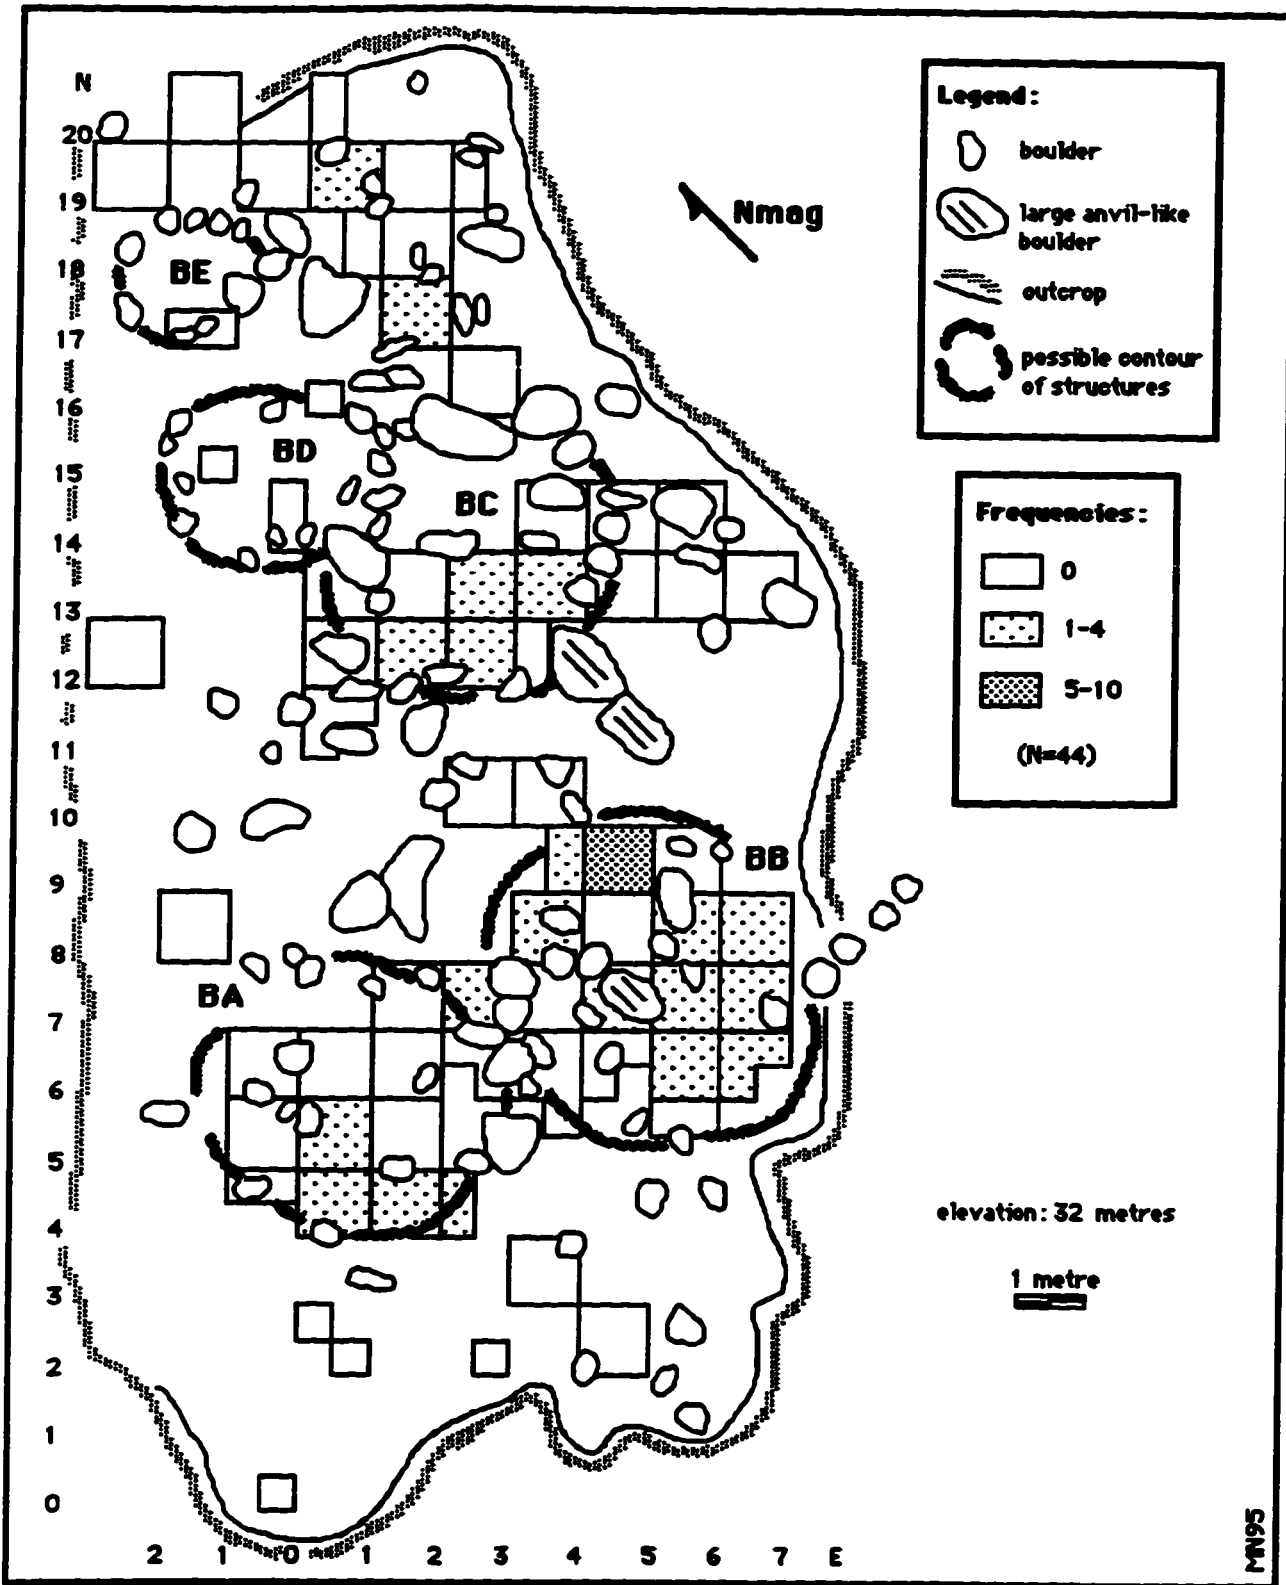 N
20
19
18
17
16
15
14
13
12
11
10
9
8
7
6
5
4
3
2
1
0
2 1 0 1 2 3 4 5 6 7 E
BE
BD
BC
BB
BA
Nmag
Legend:
boulder
large anvil-like
boulder
outcrop
possible contour
of structures
Frequencies:
0
1-4
5-10
(N=44)
elevation: 32 metres
1 metre
MN95